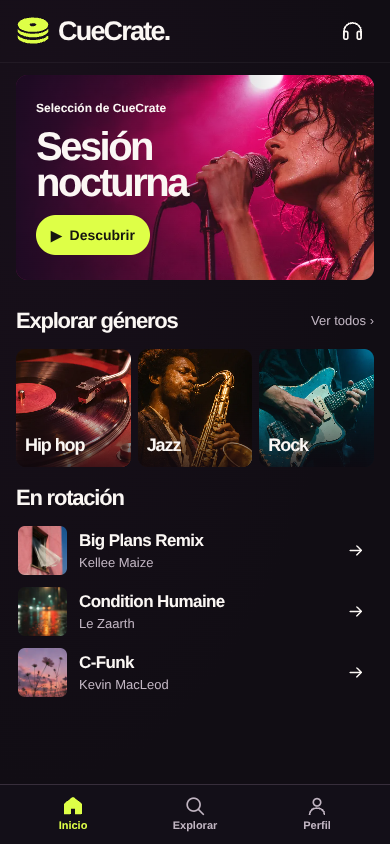 CueCrate.
Selección de CueCrate
Sesión
nocturna
▶ Descubrir
Explorar géneros
Ver todos ›
Hip hop
Jazz
Rock
En rotación
Big Plans Remix
Kellee Maize
Condition Humaine
Le Zaarth
C-Funk
Kevin MacLeod
Inicio
Explorar
Perfil